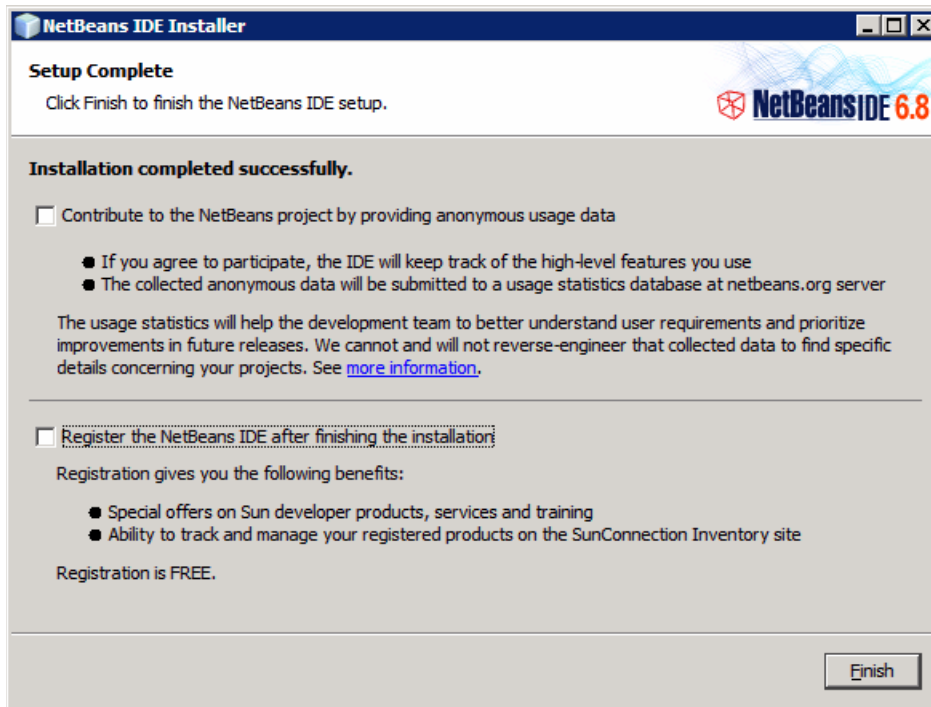 NetBeans IDE Installer
Setup Complete
Click Finish to finish the NetBeans IDE setup.
NetBeans IDE 6.8
Installation completed successfully.
Contribute to the NetBeans project by providing anonymous usage data
● If you agree to participate, the IDE will keep track of the high-level features you use
● The collected anonymous data will be submitted to a usage statistics database at netbeans.org server
The usage statistics will help the development team to better understand user requirements and prioritize
improvements in future releases. We cannot and will not reverse-engineer that collected data to find specific
details concerning your projects. See more information.
Register the NetBeans IDE after finishing the installation
Registration gives you the following benefits:
● Special offers on Sun developer products, services and training
● Ability to track and manage your registered products on the SunConnection Inventory site
Registration is FREE.
Finish